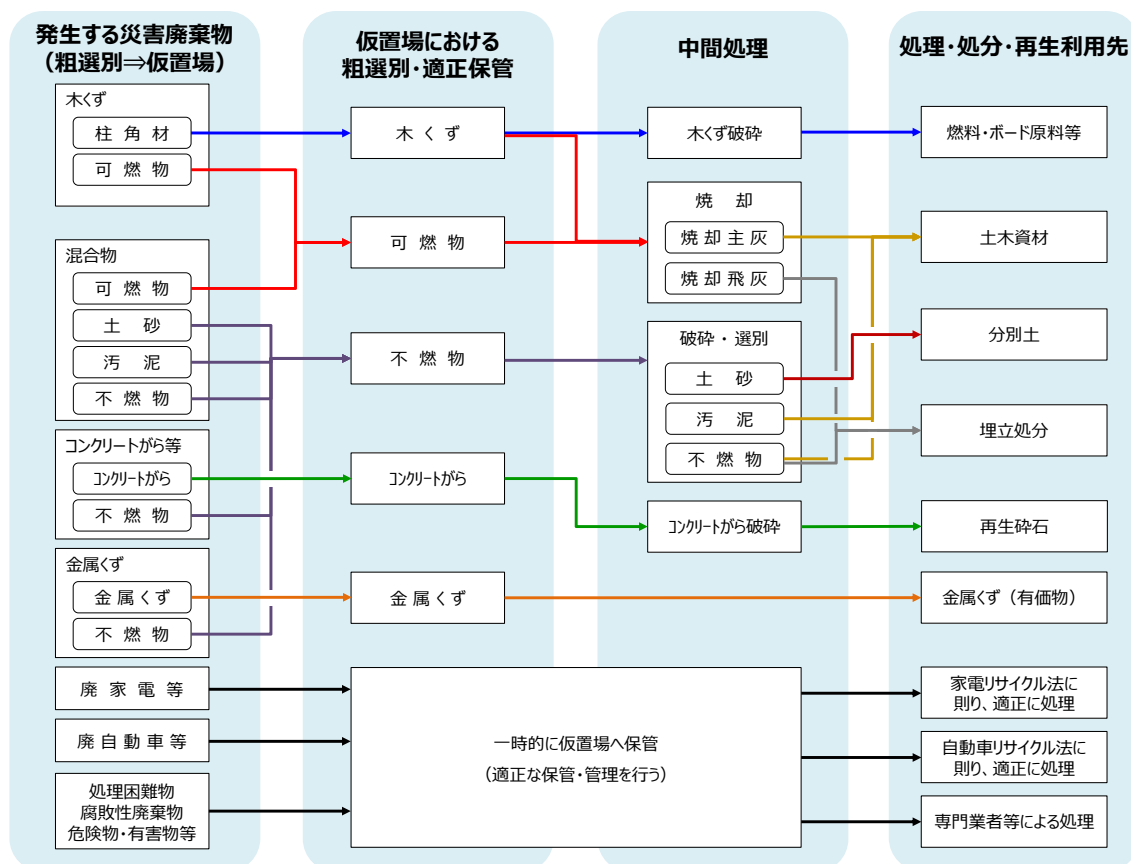 発生する災害廃棄物
（粗選別⇒仮置場）
木くず
柱角材
可燃物
混合物
可燃物
土砂
汚泥
不燃物
コンクリートがら等
コンクリートがら
不燃物
金属くず
金属くず
不燃物
廃家電等
廃自動車等
処理困難物
腐敗性廃棄物
危険物・有害物等
仮置場における
粗選別・適正保管
木くず
可燃物
不燃物
コンクリートがら
金属くず
一時的に仮置場へ保管
（適正な保管・管理を行う）
中間処理
木くず破砕
焼却
焼却主灰
焼却飛灰
破砕・選別
土砂
汚泥
不燃物
コンクリートがら破砕
処理・処分・再生利用先
燃料・ボード原料等
土木資材
分別土
埋立処分
再生砕石
金属くず（有価物）
家電リサイクル法に
則り、適正に処理
自動車リサイクル法に
則り、適正に処理
専門業者等による処理